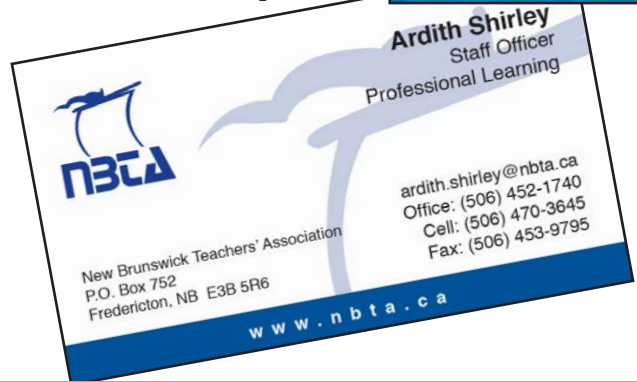 Ardith Shirley
Staff Officer
Professional Learning
NBTA
ardith.shirley@nbta.ca
Office: (506) 452-1740
Cell: (506) 470-3645
Fax: (506) 453-9795
New Brunswick Teachers' Association
P.O. Box 752
Fredericton, NB E3B 5R6
www.nbta.ca